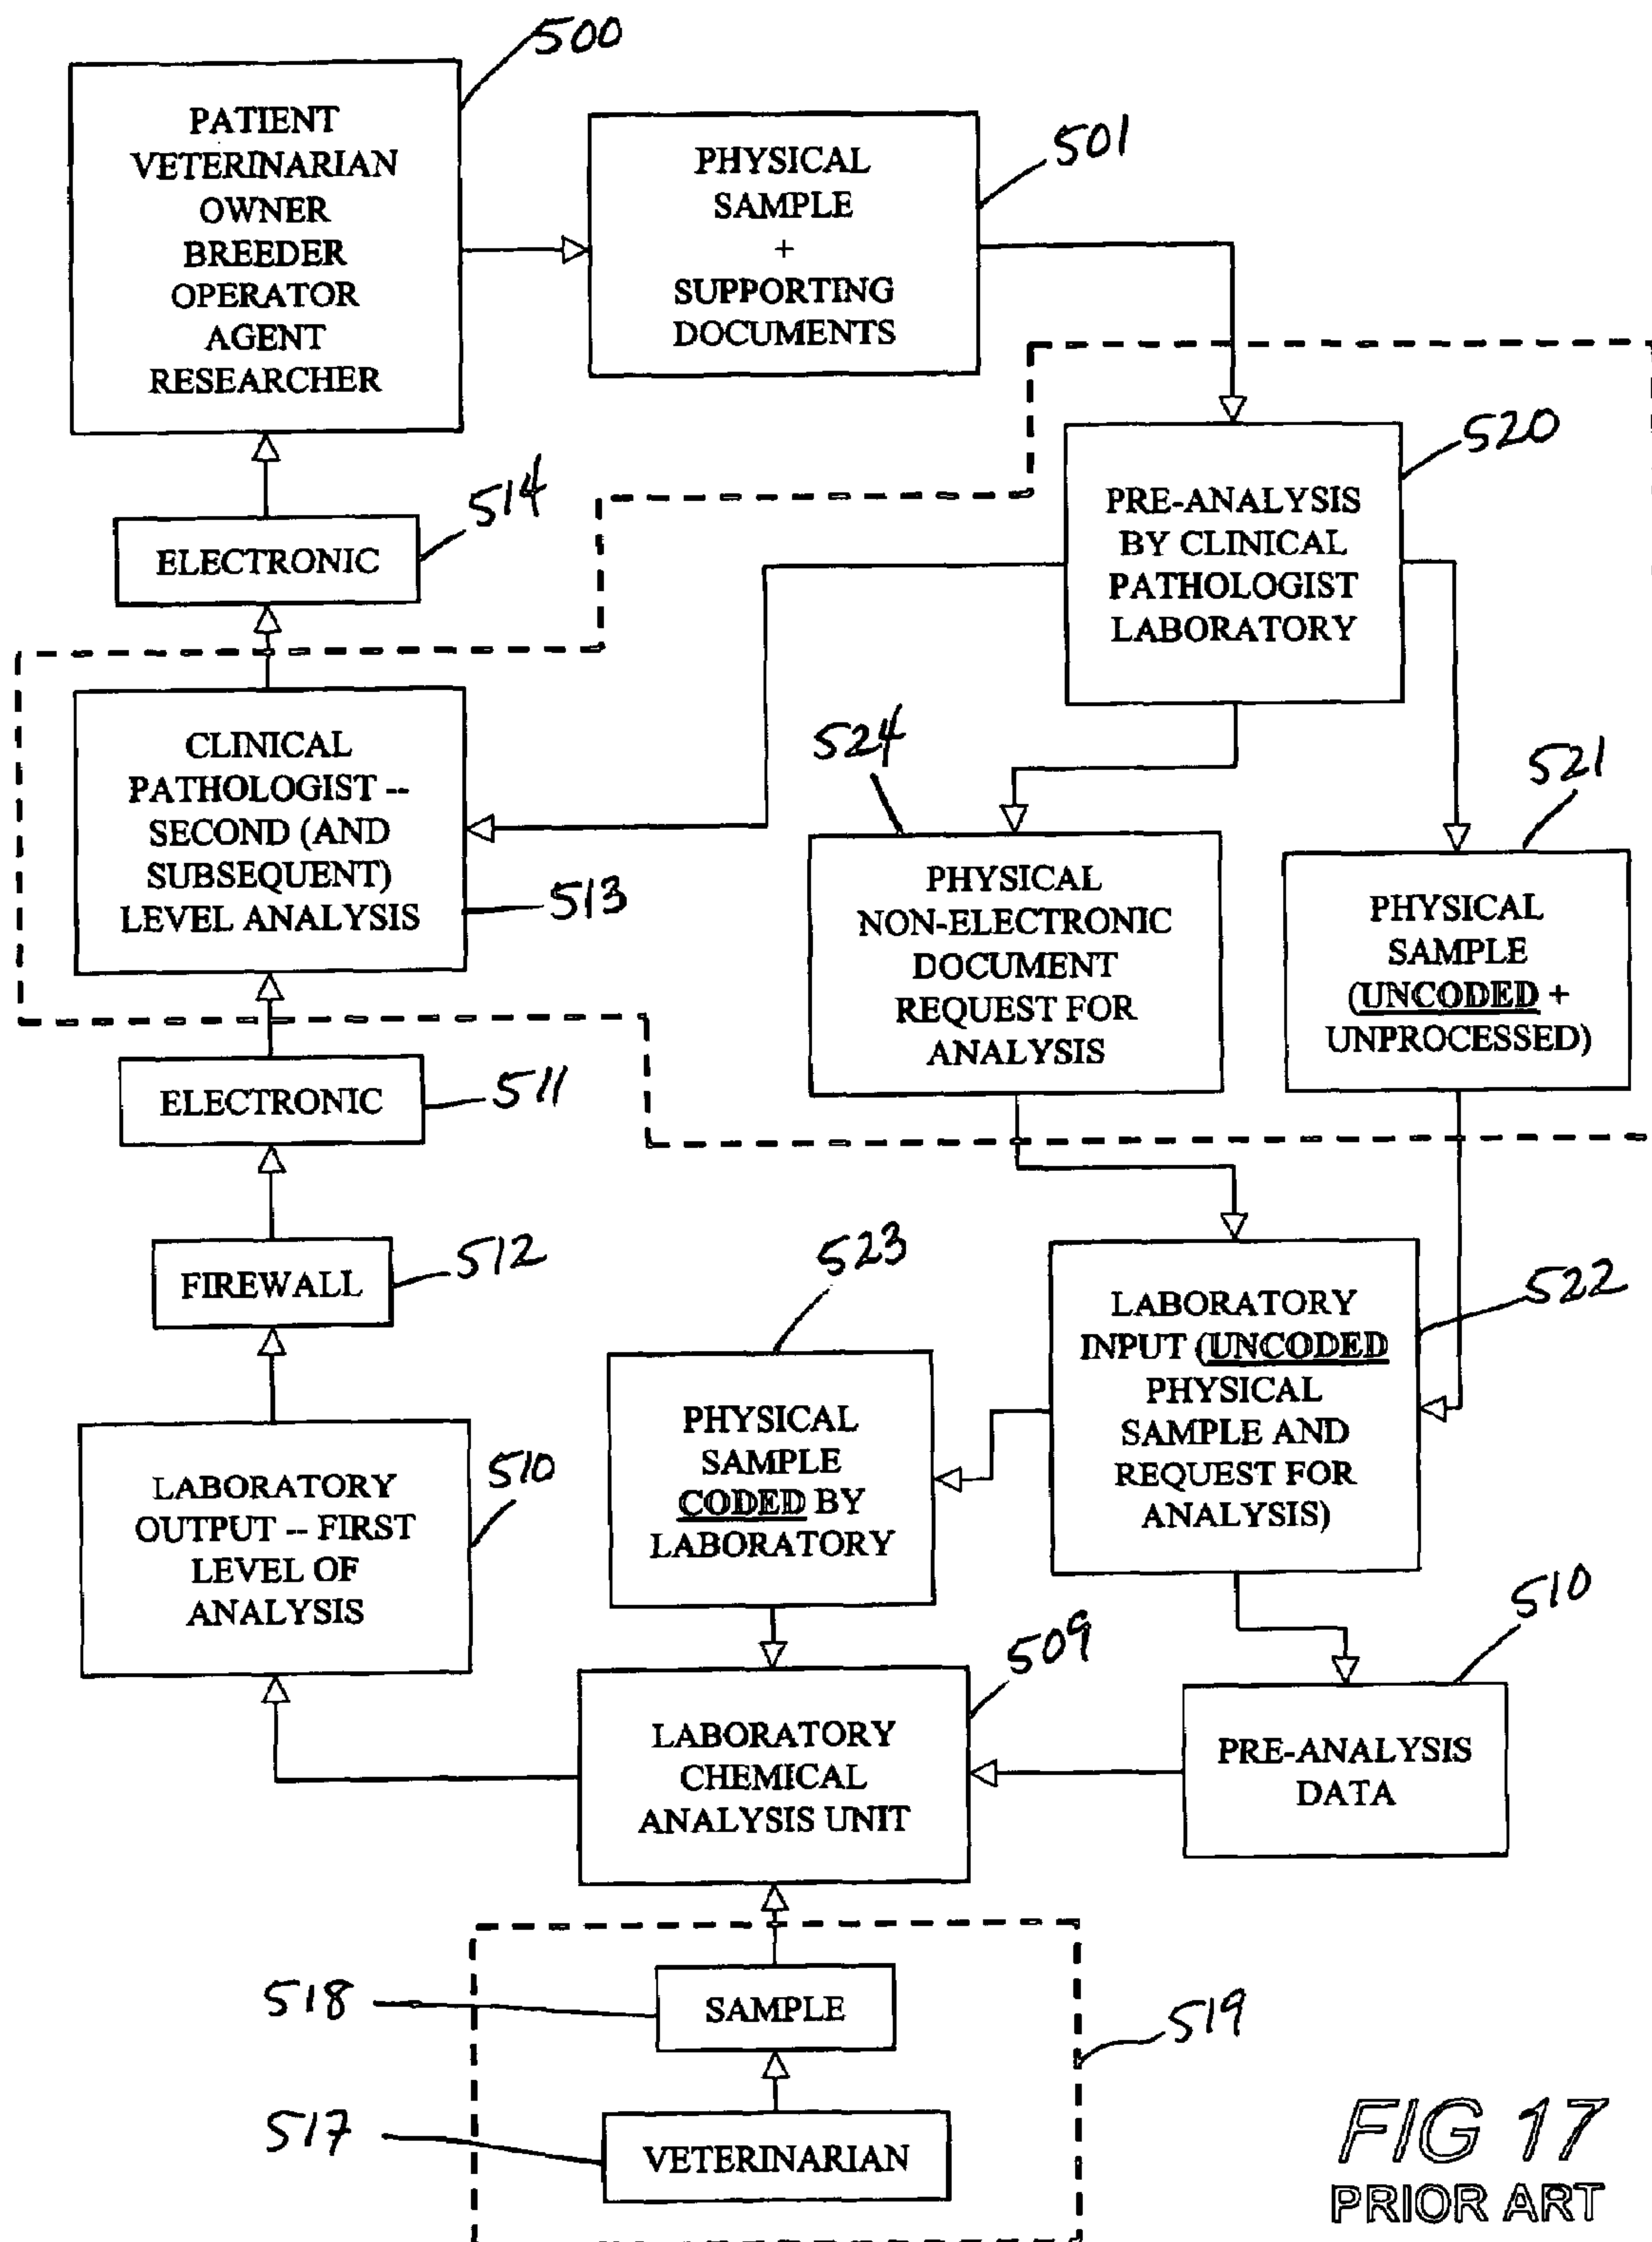 500
PATIENT
VETERINARIAN
OWNER
BREEDER
OPERATOR
AGENT
RESEARCHER
501
PHYSICAL
SAMPLE
+
SUPPORTING
DOCUMENTS
520
PRE-ANALYSIS
BY CLINICAL
PATHOLOGIST
LABORATORY
514
ELECTRONIC
CLINICAL
PATHOLOGIST --
SECOND (AND
SUBSEQUENT)
LEVEL ANALYSIS
513
524
PHYSICAL
NON-ELECTRONIC
DOCUMENT
REQUEST FOR
ANALYSIS
521
PHYSICAL
SAMPLE
(UNCODED +
UNPROCESSED)
ELECTRONIC
511
FIREWALL
512
523
PHYSICAL
SAMPLE
CODED BY
LABORATORY
522
LABORATORY
INPUT (UNCODED
PHYSICAL
SAMPLE AND
REQUEST FOR
ANALYSIS)
510
LABORATORY
OUTPUT -- FIRST
LEVEL OF
ANALYSIS
509
LABORATORY
CHEMICAL
ANALYSIS UNIT
510
PRE-ANALYSIS
DATA
518
SAMPLE
519
517
VETERINARIAN
FIG 17
PRIOR ART